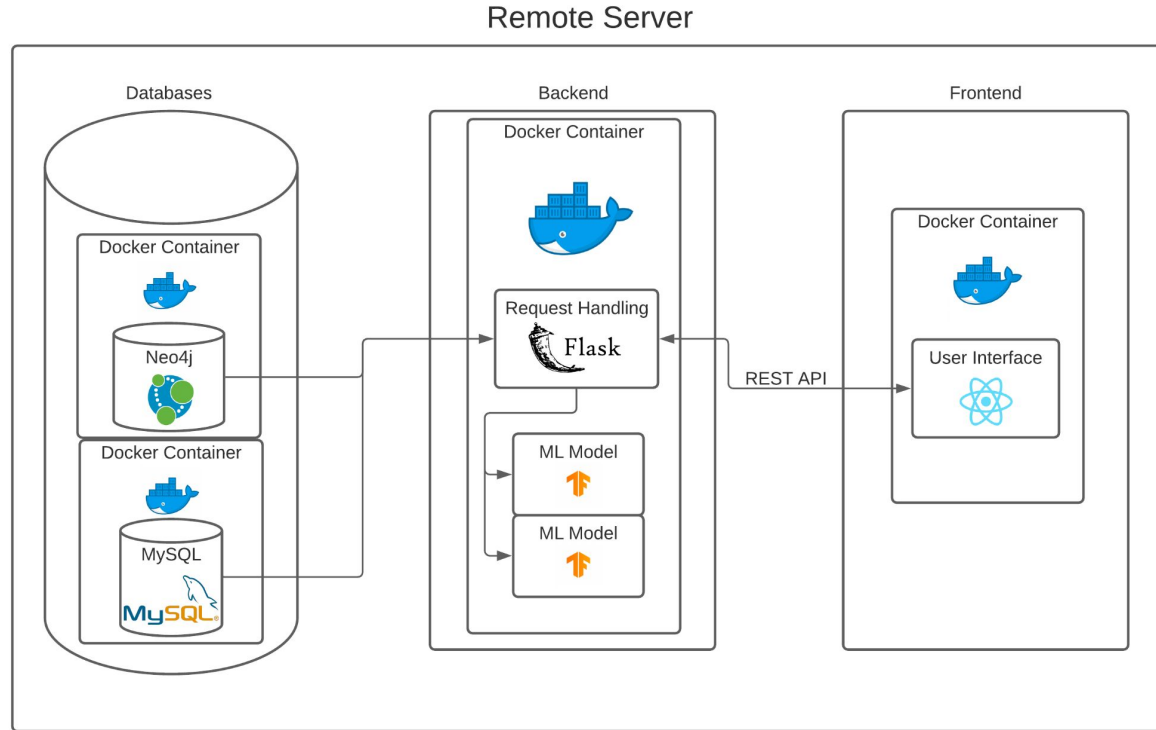 Remote Server
Databases
Backend
Frontend
Docker Container
Docker Container
Docker Container
Request Handling
Flask
Neo4j
REST API
User Interface
Docker Container
ML Model
MySQL
MySQL®
ML Model